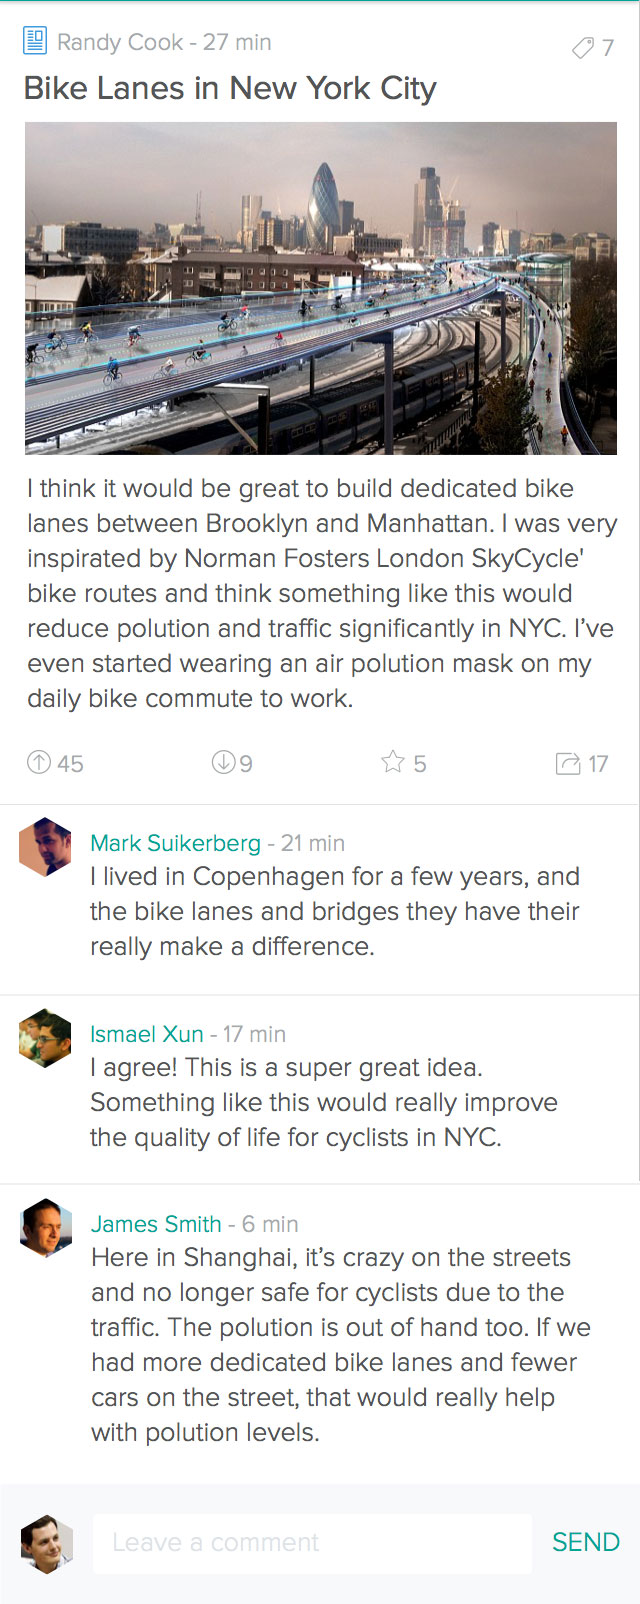 Randy Cook - 27 min
7
Bike Lanes in New York City
I think it would be great to build dedicated bike
lanes between Brooklyn and Manhattan. I was very
inspirated by Norman Fosters London SkyCycle'
bike routes and think something like this would
reduce polution and traffic significantly in NYC. I’ve
even started wearing an air polution mask on my
daily bike commute to work.
45 9 5 17
Mark Suikerberg - 21 min
I lived in Copenhagen for a few years, and
the bike lanes and bridges they have their
really make a difference.
Ismael Xun - 17 min
I agree! This is a super great idea.
Something like this would really improve
the quality of life for cyclists in NYC.
James Smith - 6 min
Here in Shanghai, it’s crazy on the streets
and no longer safe for cyclists due to the
traffic. The polution is out of hand too. If we
had more dedicated bike lanes and fewer
cars on the street, that would really help
with polution levels.
Leave a comment SEND